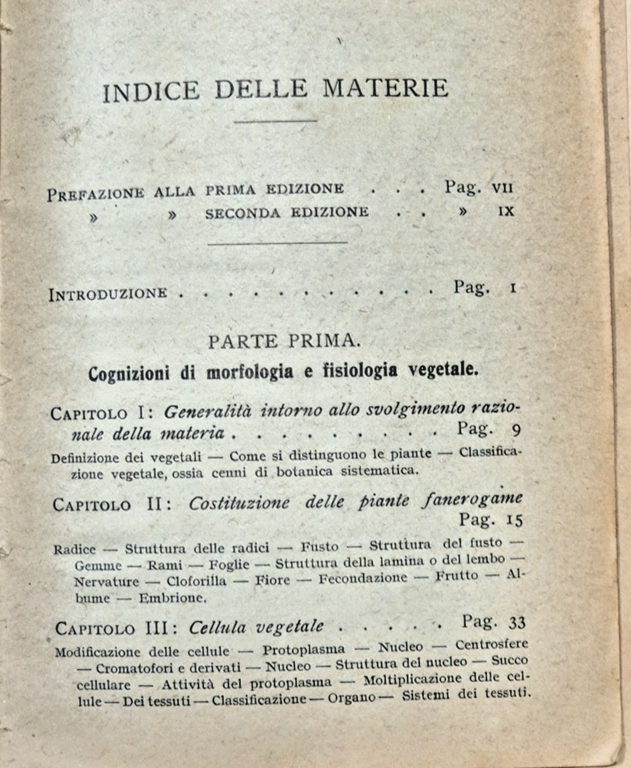 INDICE DELLE MATERIE
PREFAZIONE ALLA PRIMA EDIZIONE . . . Pag. VII
» » SECONDA EDIZIONE . . » IX
INTRODUZIONE . . . . . . . . . . . Pag. 1
PARTE PRIMA.
Cognizioni di morfologia e fisiologia vegetale.
CAPITOLO I: Generalità intorno allo svolgimento razio-
nale della materia . . . . . . . . . Pag. 9
Definizione dei vegetali — Come si distinguono le piante — Classifica-
zione vegetale, ossia cenni di botanica sistematica.
CAPITOLO II: Costituzione delle piante fanerogame
Pag. 15
Radice — Struttura delle radici — Fusto — Struttura del fusto —
Gemme — Rami — Foglie — Struttura della lamina o del lembo —
Nervature — Cloforilla — Fiore — Fecondazione — Frutto — Al-
bume — Embrione.
CAPITOLO III: Cellula vegetale . . . . . Pag. 33
Modificazione delle cellule — Protoplasma — Nucleo — Centrosfere
— Cromatofori e derivati — Nucleo — Struttura del nucleo — Succo
cellulare — Attività del protoplasma — Moltiplicazione delle cel-
lule — Dei tessuti — Classificazione — Organo — Sistemi dei tessuti.